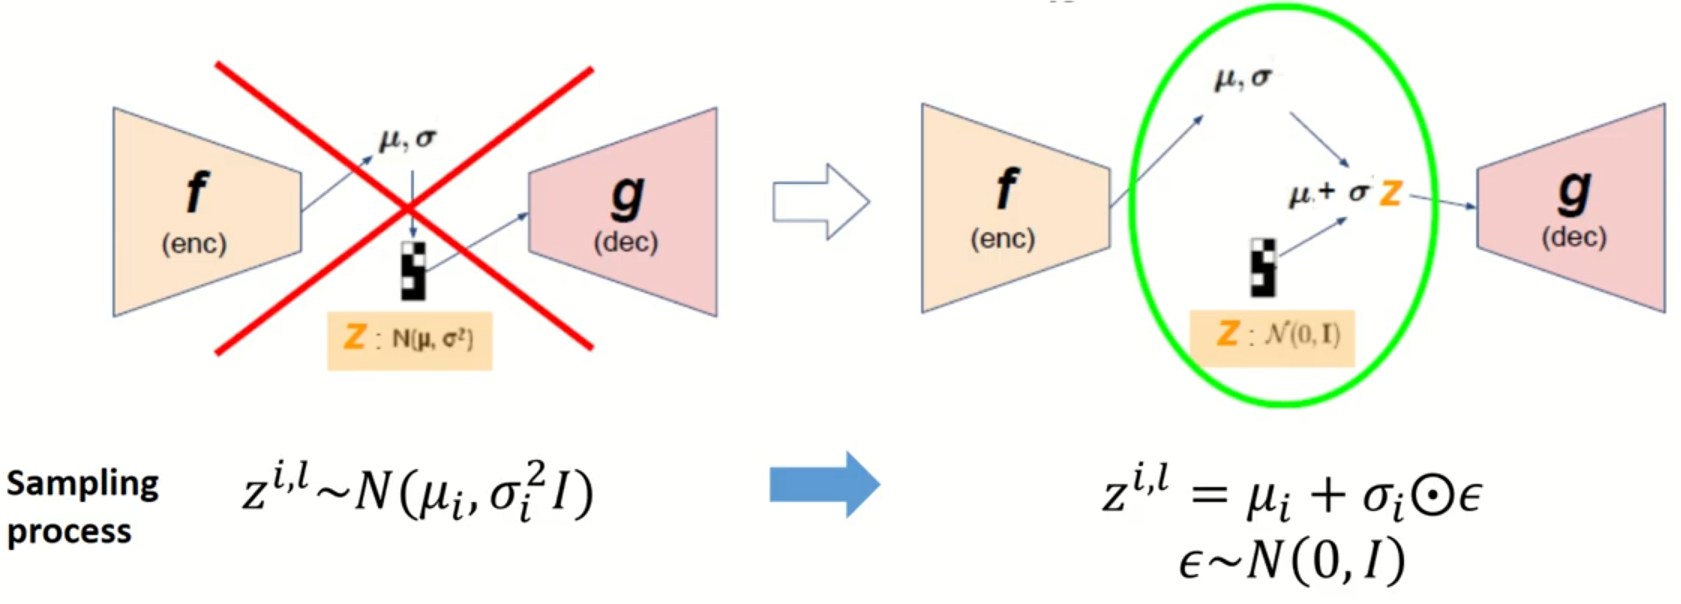 μ, σ
f
(enc)
g
(dec)
z : N(μ, σ²)
μ, σ
f
(enc)
μ + σ z
g
(dec)
z : 𝒩(0, I)
Sampling
process
z^{i,l}~N(μ_i, σ_i^2 I)
z^{i,l} = μ_i + σ_i⊙ϵ
ϵ~N(0, I)